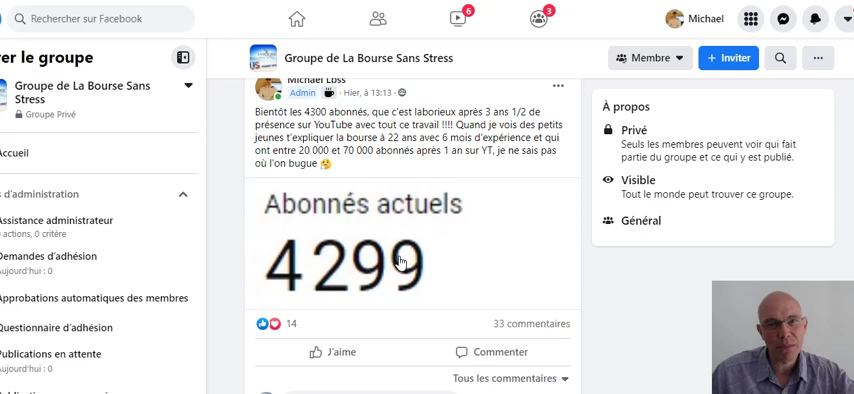 Rechercher sur Facebook
6
3
Michael
rer le groupe
Groupe de La Bourse Sans
Stress
Groupe Privé
Accueil
s d'administration
Assistance administrateur
actions, 0 critère
Demandes d'adhésion
Aujourd'hui : 0
Approbations automatiques des membres
Questionnaire d'adhésion
Publications en attente
Aujourd'hui : 0
Groupe de La Bourse Sans Stress
Membre
+ Inviter
Admin · Hier, à 13:13 ·
Bientôt les 4300 abonnés, que c'est laborieux après 3 ans 1/2 de
présence sur YouTube avec tout ce travail !!!! Quand je vois des petits
jeunes t'expliquer la bourse à 22 ans avec 6 mois d'expérience et qui
ont entre 20 000 et 70 000 abonnés après 1 an sur YT, je ne sais pas
où l'on bugue
Abonnés actuels
4 299
14
33 commentaires
J'aime
Commenter
Tous les commentaires
À propos
Privé
Seuls les membres peuvent voir qui fait
partie du groupe et ce qui y est publié.
Visible
Tout le monde peut trouver ce groupe.
Général